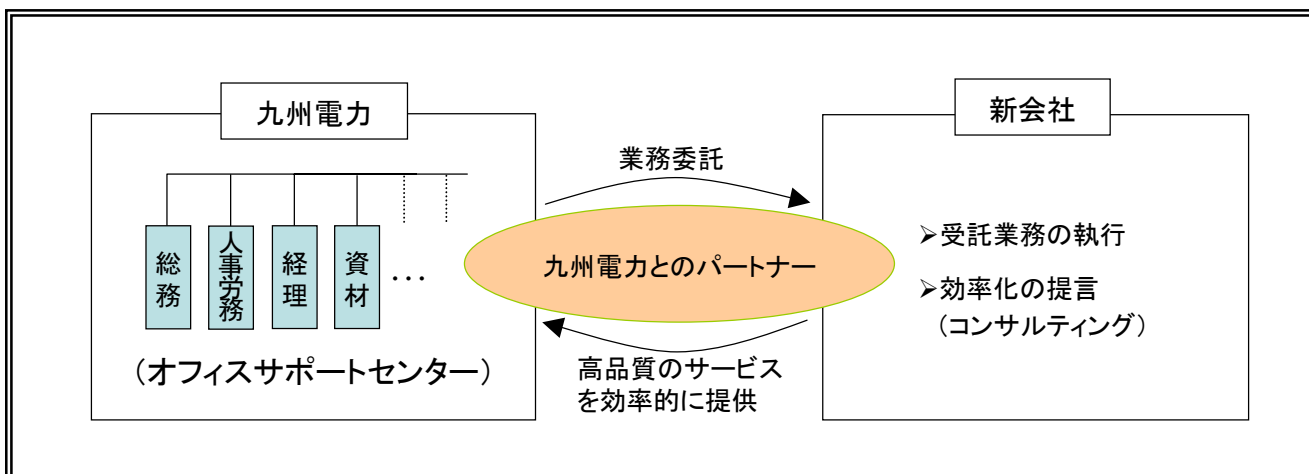 九州電力
総務
人事労務
経理
資材
･･･
（オフィスサポートセンター）
業務委託
九州電力とのパートナー
高品質のサービス
を効率的に提供
新会社
➢受託業務の執行
➢効率化の提言
（コンサルティング）